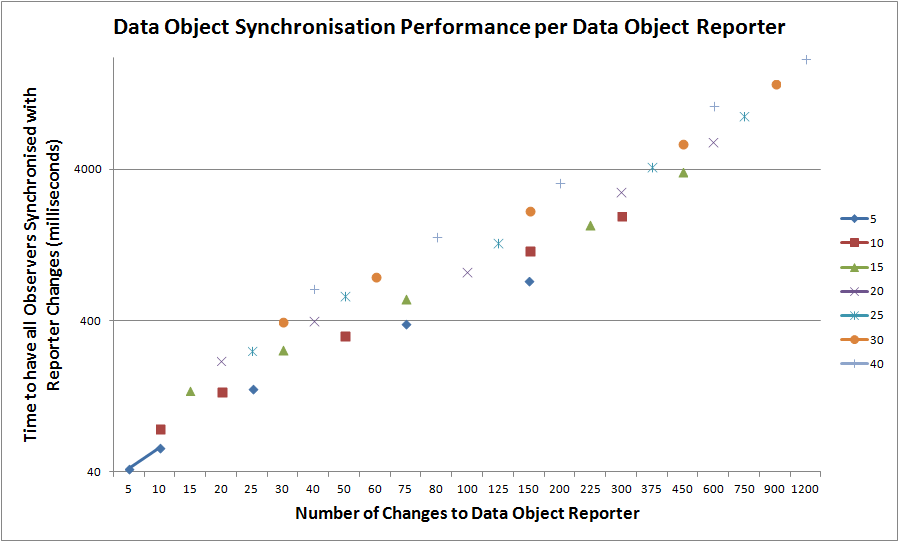 Data Object Synchronisation Performance per Data Object Reporter
Time to have all Observers Synchronised with
Reporter Changes (milliseconds)
4000
400
40
5 10 15 20 25 30 40 50 60 75 80 100 125 150 200 225 300 375 450 600 750 900 1200
Number of Changes to Data Object Reporter
5
10
15
20
25
30
40